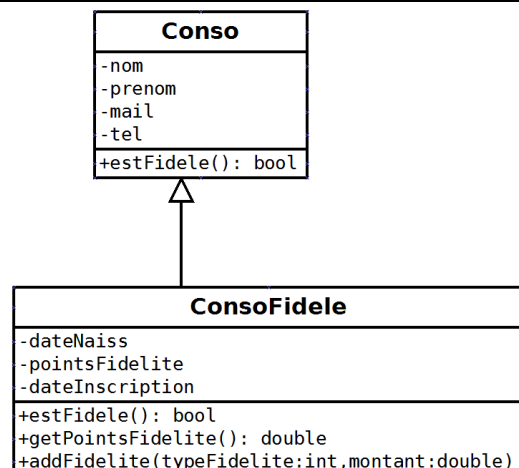 Conso
-nom
-prenom
-mail
-tel
+estFidele(): bool
ConsoFidele
-dateNaiss
-pointsFidelite
-dateInscription
+estFidele(): bool
+getPointsFidelite(): double
+addFidelite(typeFidelite:int,montant:double)